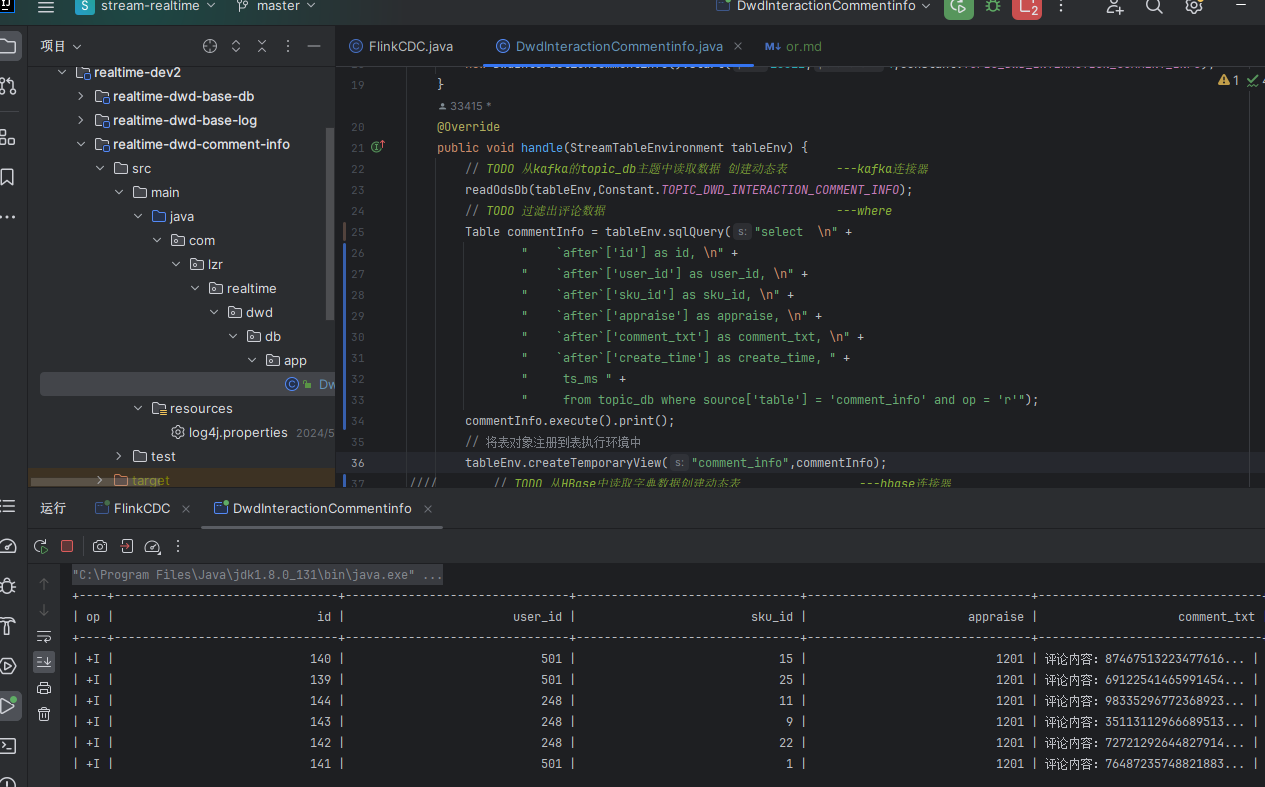 S stream-realtime master DwdInteractionCommentinfo
项目
FlinkCDC.java DwdInteractionCommentinfo.java M↓ or.md
realtime-dev2
realtime-dwd-base-db
realtime-dwd-base-log
realtime-dwd-comment-info
src
main
java
com
lzr
realtime
dwd
db
app
Dw
resources
log4j.properties 2024/5
test
target
1
19 }
33415 *
20 @Override
21 public void handle(StreamTableEnvironment tableEnv) {
22 // TODO 从kafka的topic_db主题中读取数据 创建动态表 ---kafka连接器
23 readOdsDb(tableEnv,Constant.TOPIC_DWD_INTERACTION_COMMENT_INFO);
24 // TODO 过滤出评论数据 ---where
25 Table commentInfo = tableEnv.sqlQuery( s: "select \n" +
26 " `after`['id'] as id, \n" +
27 " `after`['user_id'] as user_id, \n" +
28 " `after`['sku_id'] as sku_id, \n" +
29 " `after`['appraise'] as appraise, \n" +
30 " `after`['comment_txt'] as comment_txt, \n" +
31 " `after`['create_time'] as create_time, " +
32 " ts_ms " +
33 " from topic_db where source['table'] = 'comment_info' and op = 'r'");
34 commentInfo.execute().print();
35 // 将表对象注册到表执行环境中
36 tableEnv.createTemporaryView( s: "comment_info",commentInfo);
37 //// // TODO 从HBase中读取字典数据创建动态表 ---hbase连接器
运行 FlinkCDC DwdInteractionCommentinfo
"C:\Program Files\Java\jdk1.8.0_131\bin\java.exe" ...
| op | id | user_id | sku_id | appraise | comment_txt
| +I | 140 | 501 | 15 | 1201 | 评论内容：87467513223477616... |
| +I | 139 | 501 | 25 | 1201 | 评论内容：69122541465991454... |
| +I | 144 | 248 | 11 | 1201 | 评论内容：98335296772368923... |
| +I | 143 | 248 | 9 | 1201 | 评论内容：35113112966689513... |
| +I | 142 | 248 | 22 | 1201 | 评论内容：72721292644827914... |
| +I | 141 | 501 | 1 | 1201 | 评论内容：76487235748821883... |